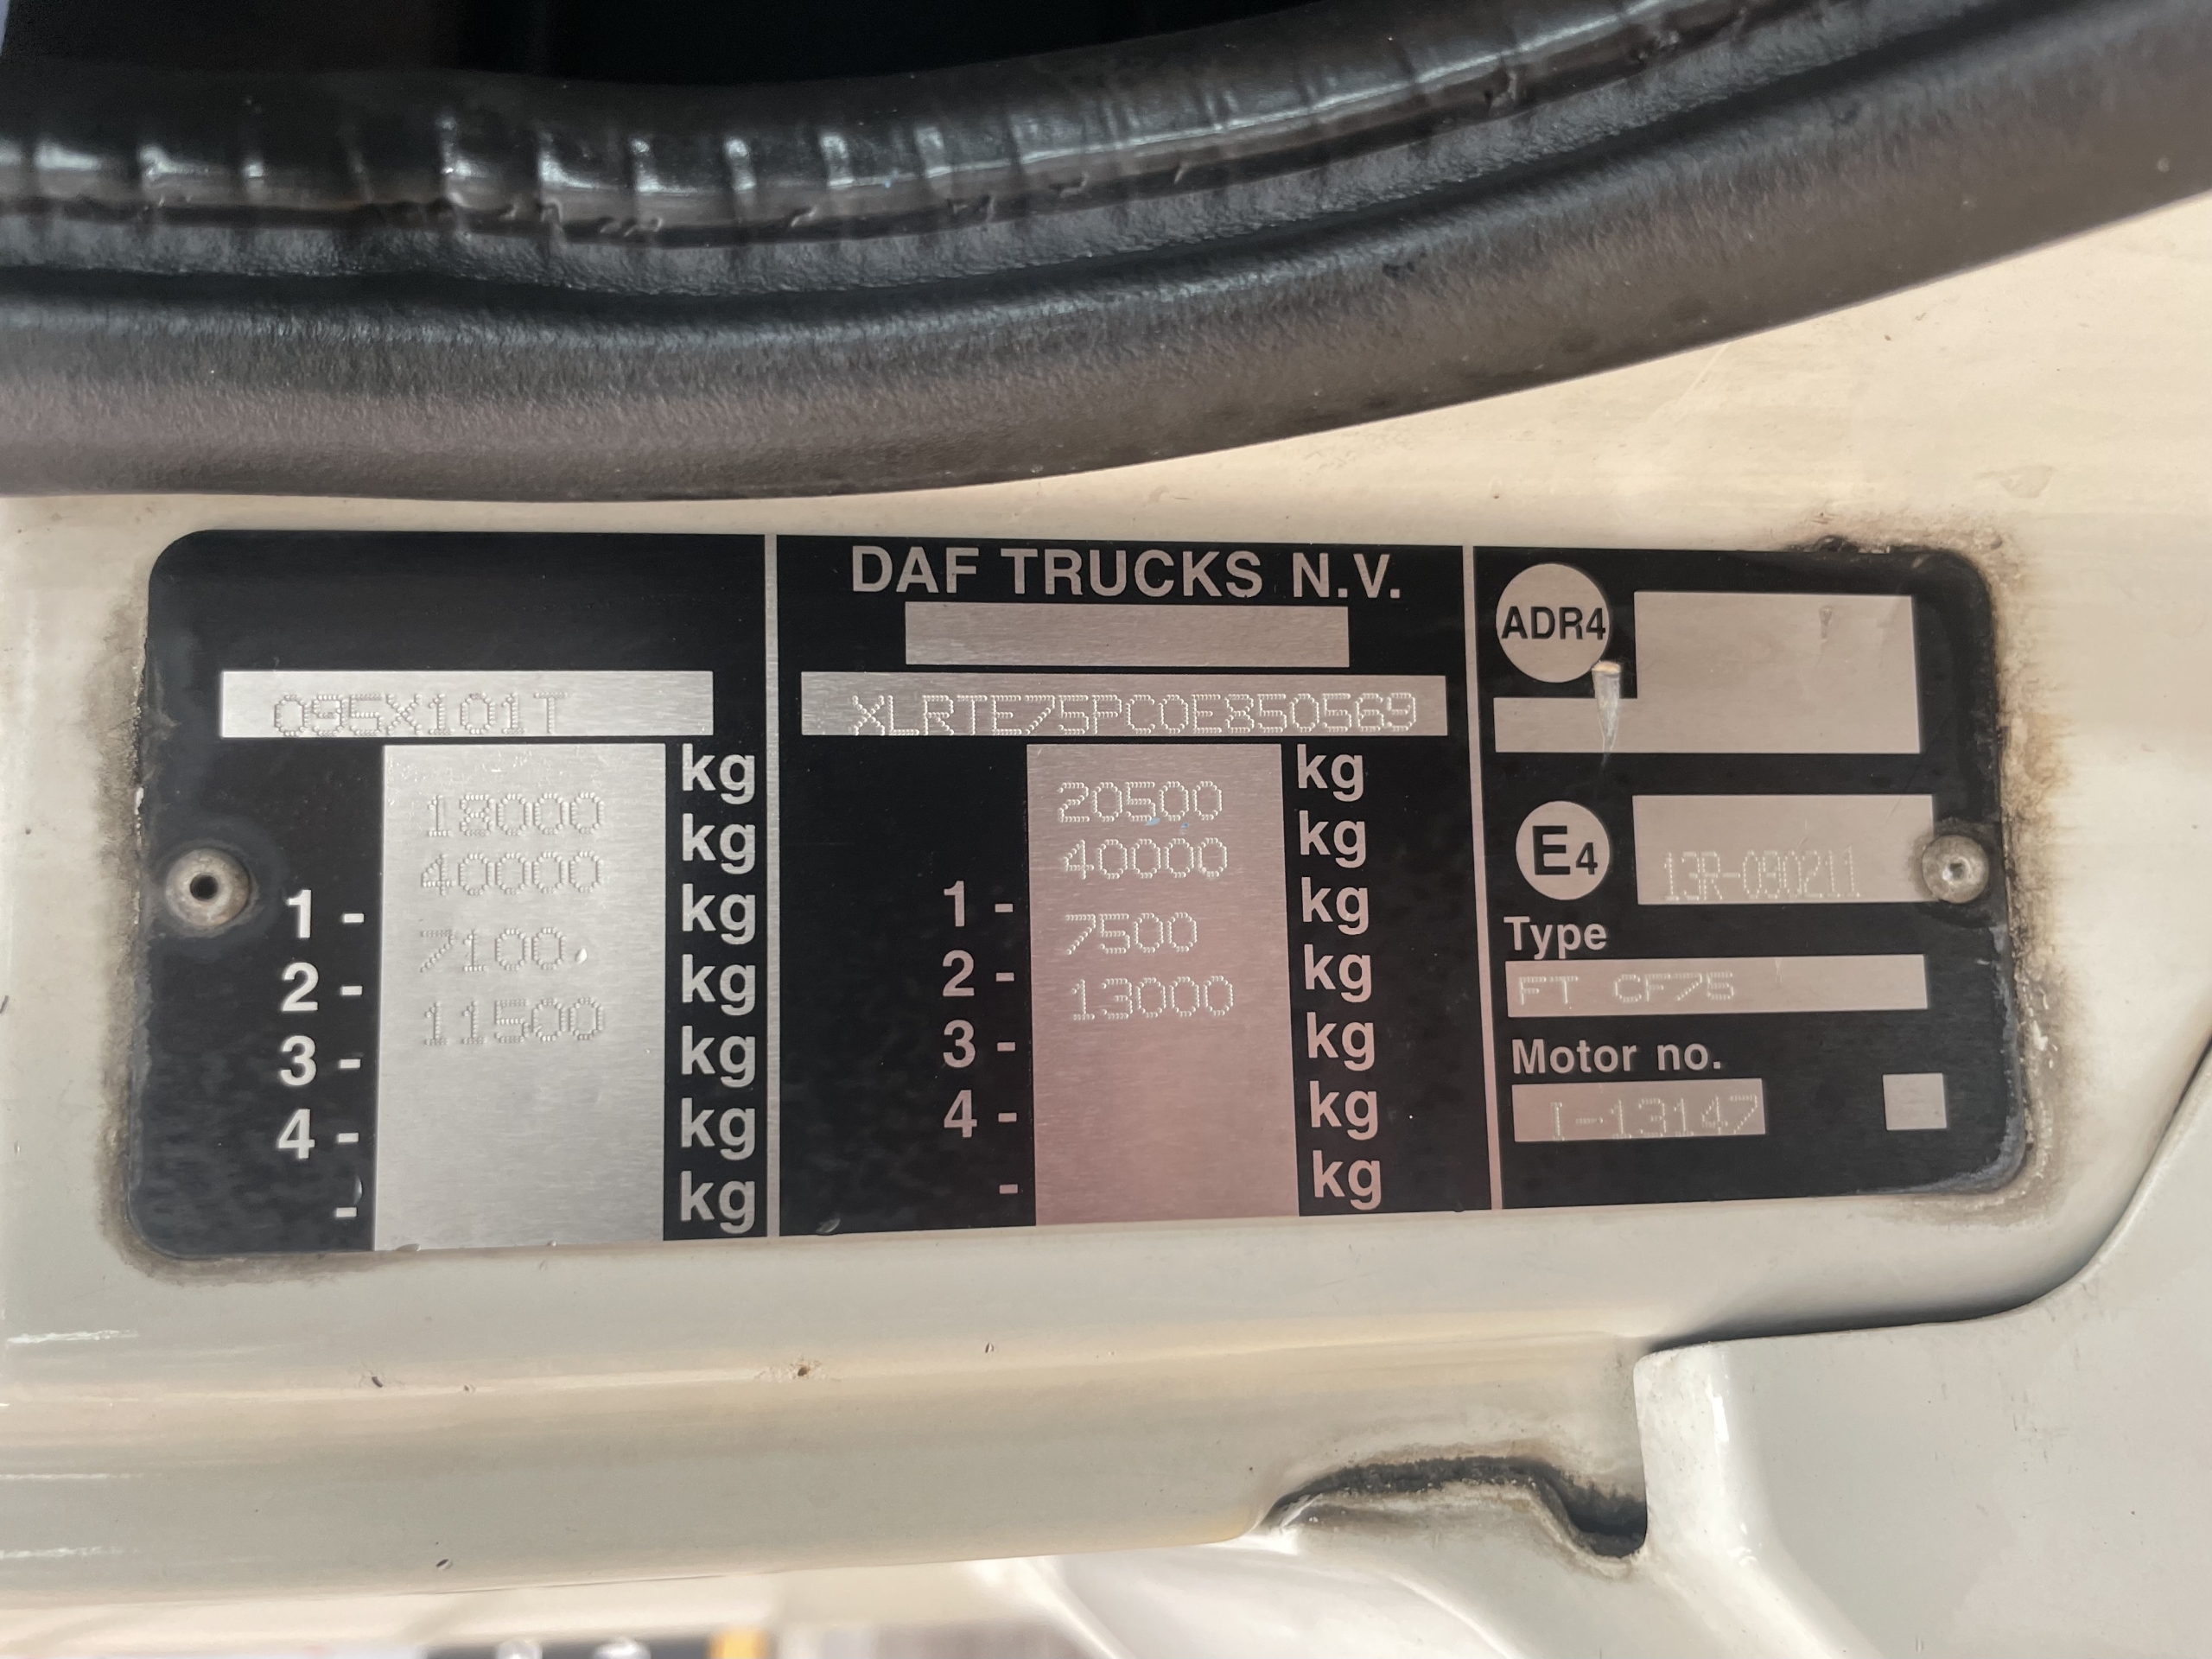 DAF TRUCKS N.V.
095X101T
XLRTE75PC0E850569
18000 kg
40000 kg
1 - 7100 kg
2 - 11500 kg
3 - kg
4 - kg
- kg
20500 kg
40000 kg
1 - 7500 kg
2 - 13000 kg
3 - kg
4 - kg
- kg
ADR4
E4 13R-090211
Type
FT CF75
Motor no.
I-13147